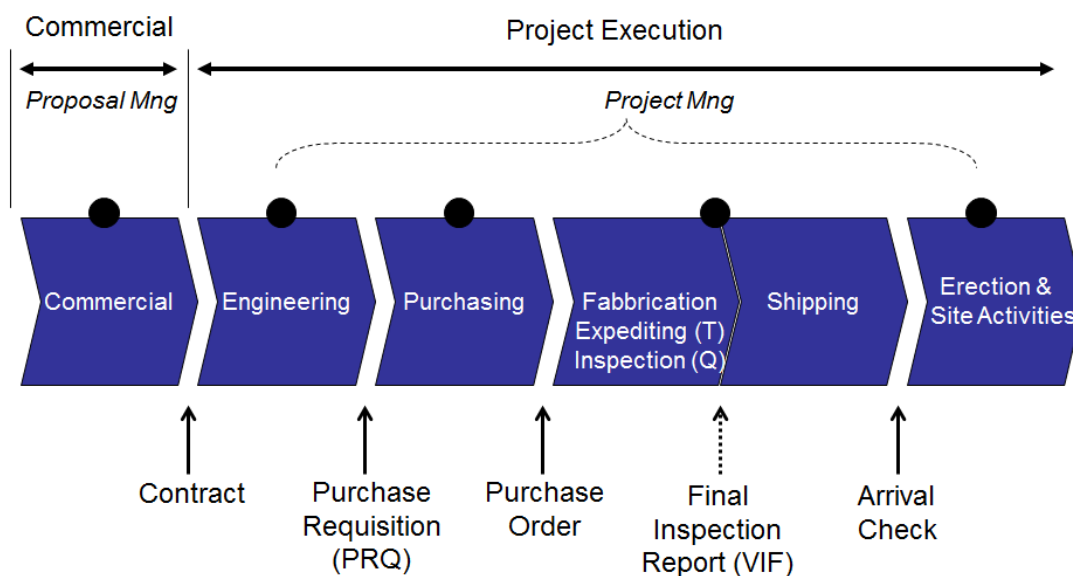 Commercial
Project Execution
Proposal Mng
Project Mng
Commercial
Engineering
Purchasing
Fabbrication
Expediting (T)
Inspection (Q)
Shipping
Erection &
Site Activities
Contract
Purchase
Requisition
(PRQ)
Purchase
Order
Final
Inspection
Report (VIF)
Arrival
Check